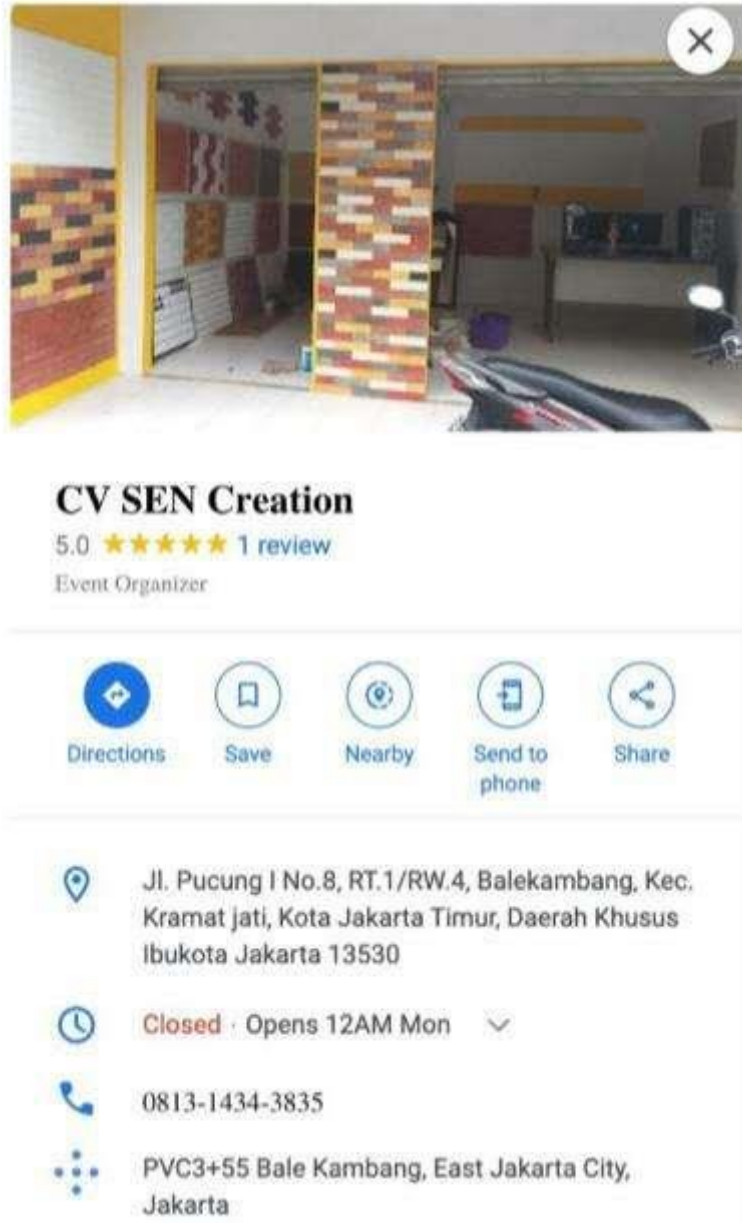 CV SEN Creation
5.0 ★★★★★ 1 review
Event Organizer
Directions
Save
Nearby
Send to
phone
Share
Jl. Pucung I No.8, RT.1/RW.4, Balekambang, Kec.
Kramat jati, Kota Jakarta Timur, Daerah Khusus
Ibukota Jakarta 13530
Closed · Opens 12AM Mon
0813-1434-3835
PVC3+55 Bale Kambang, East Jakarta City,
Jakarta